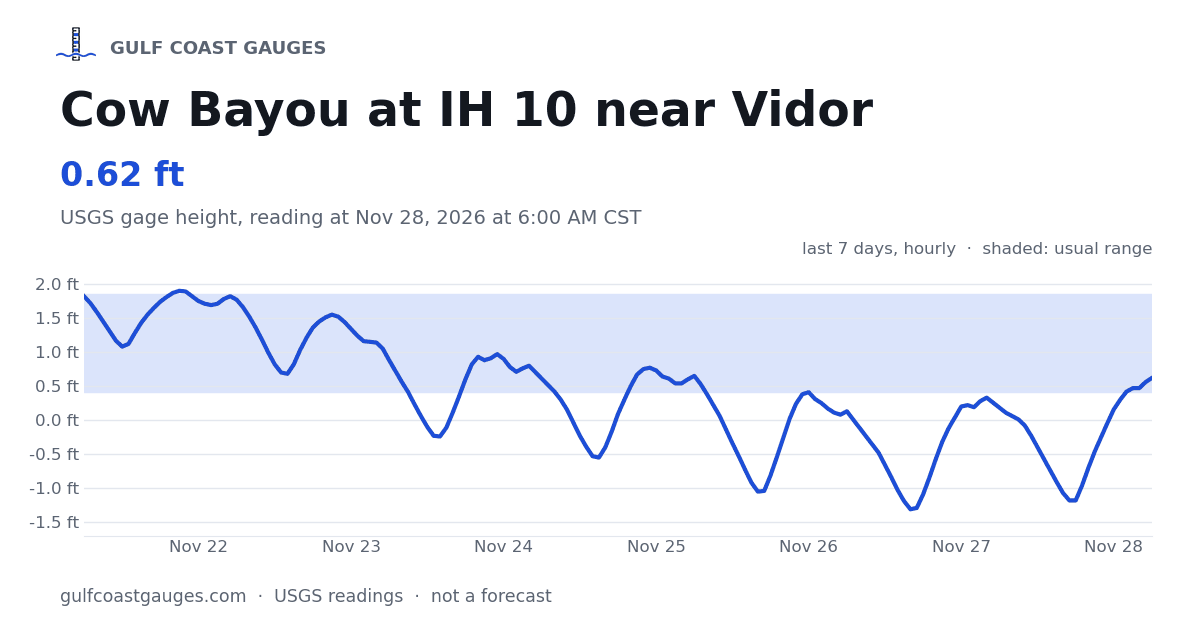 GULF COAST GAUGES
Cow Bayou at IH 10 near Vidor
0.62 ft
USGS gage height, reading at Nov 28, 2026 at 6:00 AM CST
last 7 days, hourly · shaded: usual range
2.0 ft
1.5 ft
1.0 ft
0.5 ft
0.0 ft
-0.5 ft
-1.0 ft
-1.5 ft
Nov 22 Nov 23 Nov 24 Nov 25 Nov 26 Nov 27 Nov 28
gulfcoastgauges.com · USGS readings · not a forecast